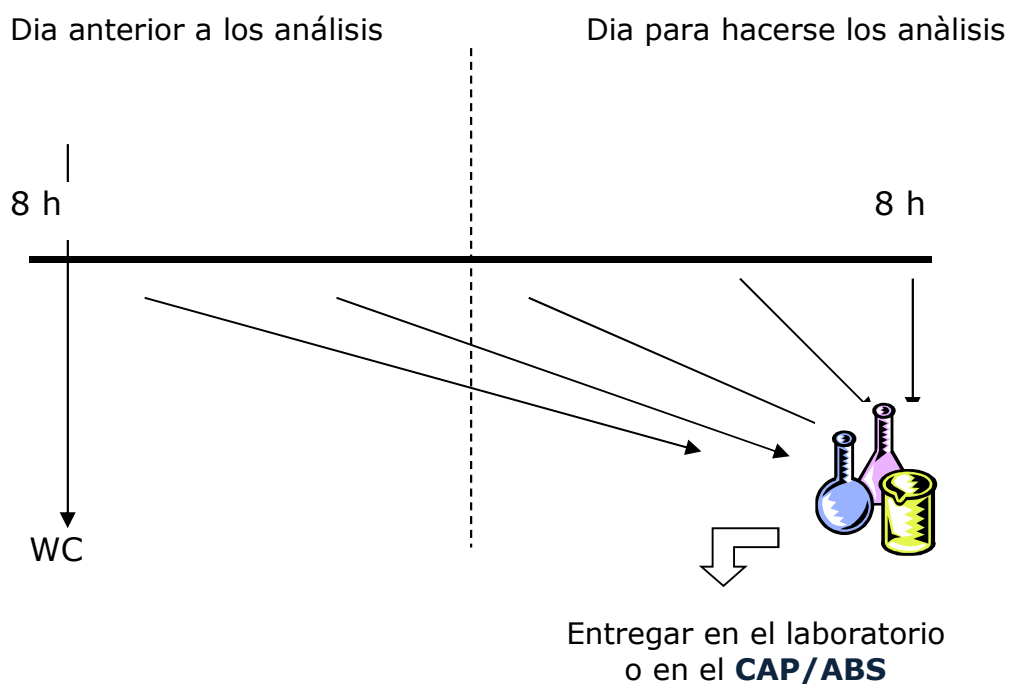 Dia anterior a los análisis
Dia para hacerse los anàlisis
8 h
8 h
WC
Entregar en el laboratorio
o en el CAP/ABS